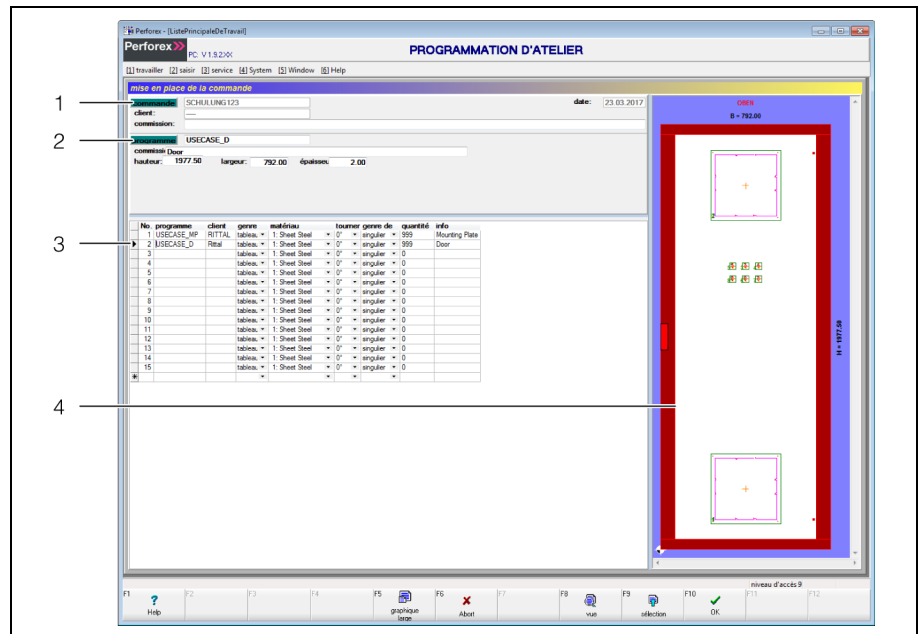 Perforex - [ListePrincipaleDeTravail]
Perforex
PC: V 1.9.2XX
PROGRAMMATION D'ATELIER
[1] travailler [2] saisir [3] service [4] System [5] Window [6] Help
mise en place de la commande
1
commande SCHULUNG123 date: 23.03.2017
client: ----
commission:
2
programme USECASE_D
commissi Door
hauteur: 1977.50 largeur: 792.00 épaisseu 2.00
No. programme client genre matériau tourner genre de quantité info
1 USECASE_MP RITTAL tableau 1: Sheet Steel 0° singulier 999 Mounting Plate
3
2 USECASE_D Rittal tableau 1: Sheet Steel 0° singulier 999 Door
3 tableau 1: Sheet Steel 0° singulier 0
4 tableau 1: Sheet Steel 0° singulier 0
5 tableau 1: Sheet Steel 0° singulier 0
6 tableau 1: Sheet Steel 0° singulier 0
7 tableau 1: Sheet Steel 0° singulier 0
8 tableau 1: Sheet Steel 0° singulier 0
9 tableau 1: Sheet Steel 0° singulier 0
10 tableau 1: Sheet Steel 0° singulier 0
11 tableau 1: Sheet Steel 0° singulier 0
12 tableau 1: Sheet Steel 0° singulier 0
13 tableau 1: Sheet Steel 0° singulier 0
14 tableau 1: Sheet Steel 0° singulier 0
15 tableau 1: Sheet Steel 0° singulier 0
4
OBEN
B = 792.00
2
H = 1977.50
1
niveau d'accès 9
F1 F2 F3 F4 F5 F6 F7 F8 F9 F10 F11 F12
Help graphique large Abort vue sélection OK